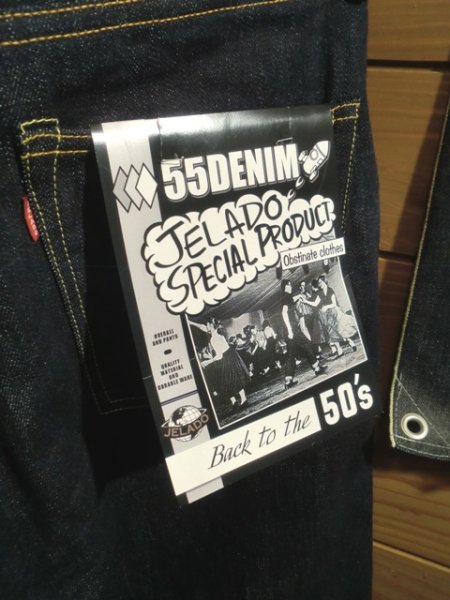 55DENIM
JELADO
SPECIAL PRODUCT
Obstinate clothes
OVERALL
AND PANTS
QUALITY
MATERIAL
AND
DURABLE WARE
JELADO
Back to the 50's